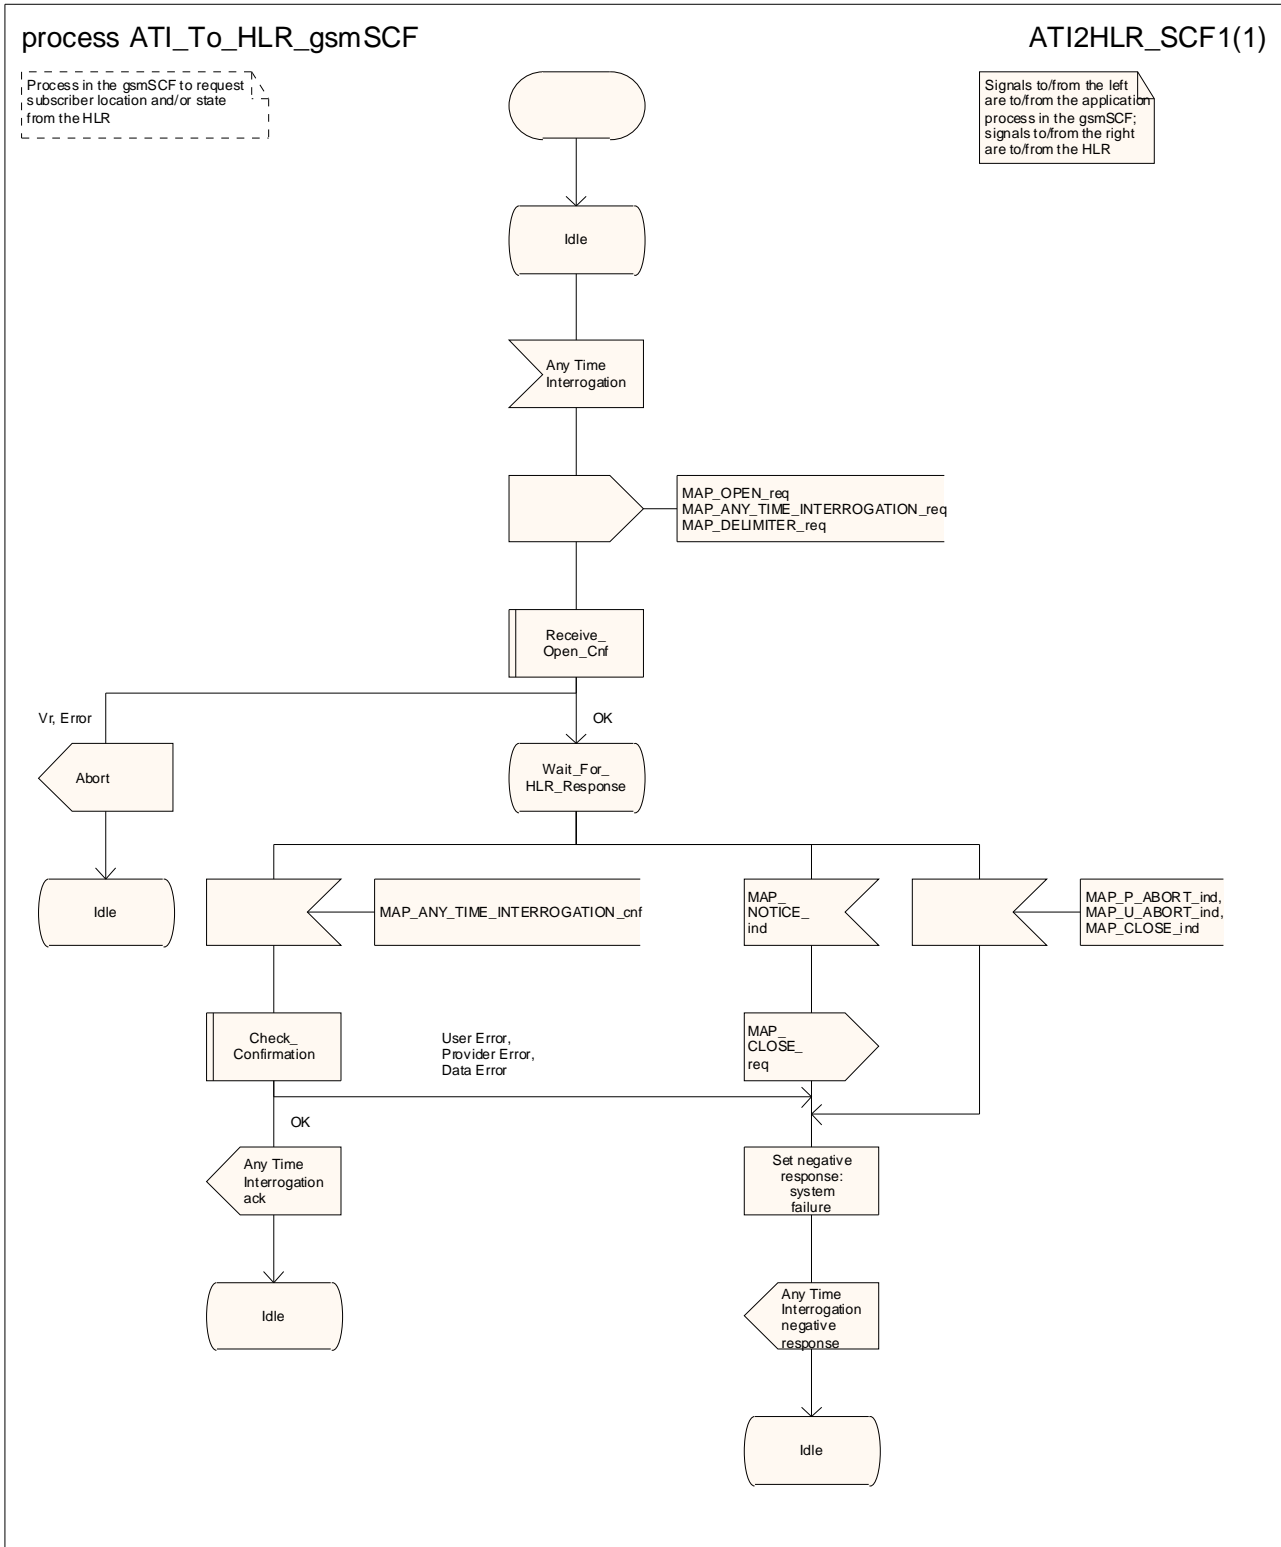 process ATI_To_HLR_gsmSCF
ATI2HLR_SCF1(1)
Process in the gsmSCF to request
subscriber location and/or state
from the HLR
Signals to/from the left
are to/from the application
process in the gsmSCF;
signals to/from the right
are to/from the HLR
Idle
Any Time
Interrogation
MAP_OPEN_req
MAP_ANY_TIME_INTERROGATION_req
MAP_DELIMITER_req
Receive_
Open_Cnf
Vr, Error
OK
Abort
Wait_For_
HLR_Response
Idle
MAP_ANY_TIME_INTERROGATION_cnf
MAP_
NOTICE_
ind
MAP_P_ABORT_ind,
MAP_U_ABORT_ind,
MAP_CLOSE_ind
Check_
Confirmation
User Error,
Provider Error,
Data Error
MAP_
CLOSE_
req
OK
Any Time
Interrogation
ack
Set negative
response:
system
failure
Idle
Any Time
Interrogation
negative
response
Idle